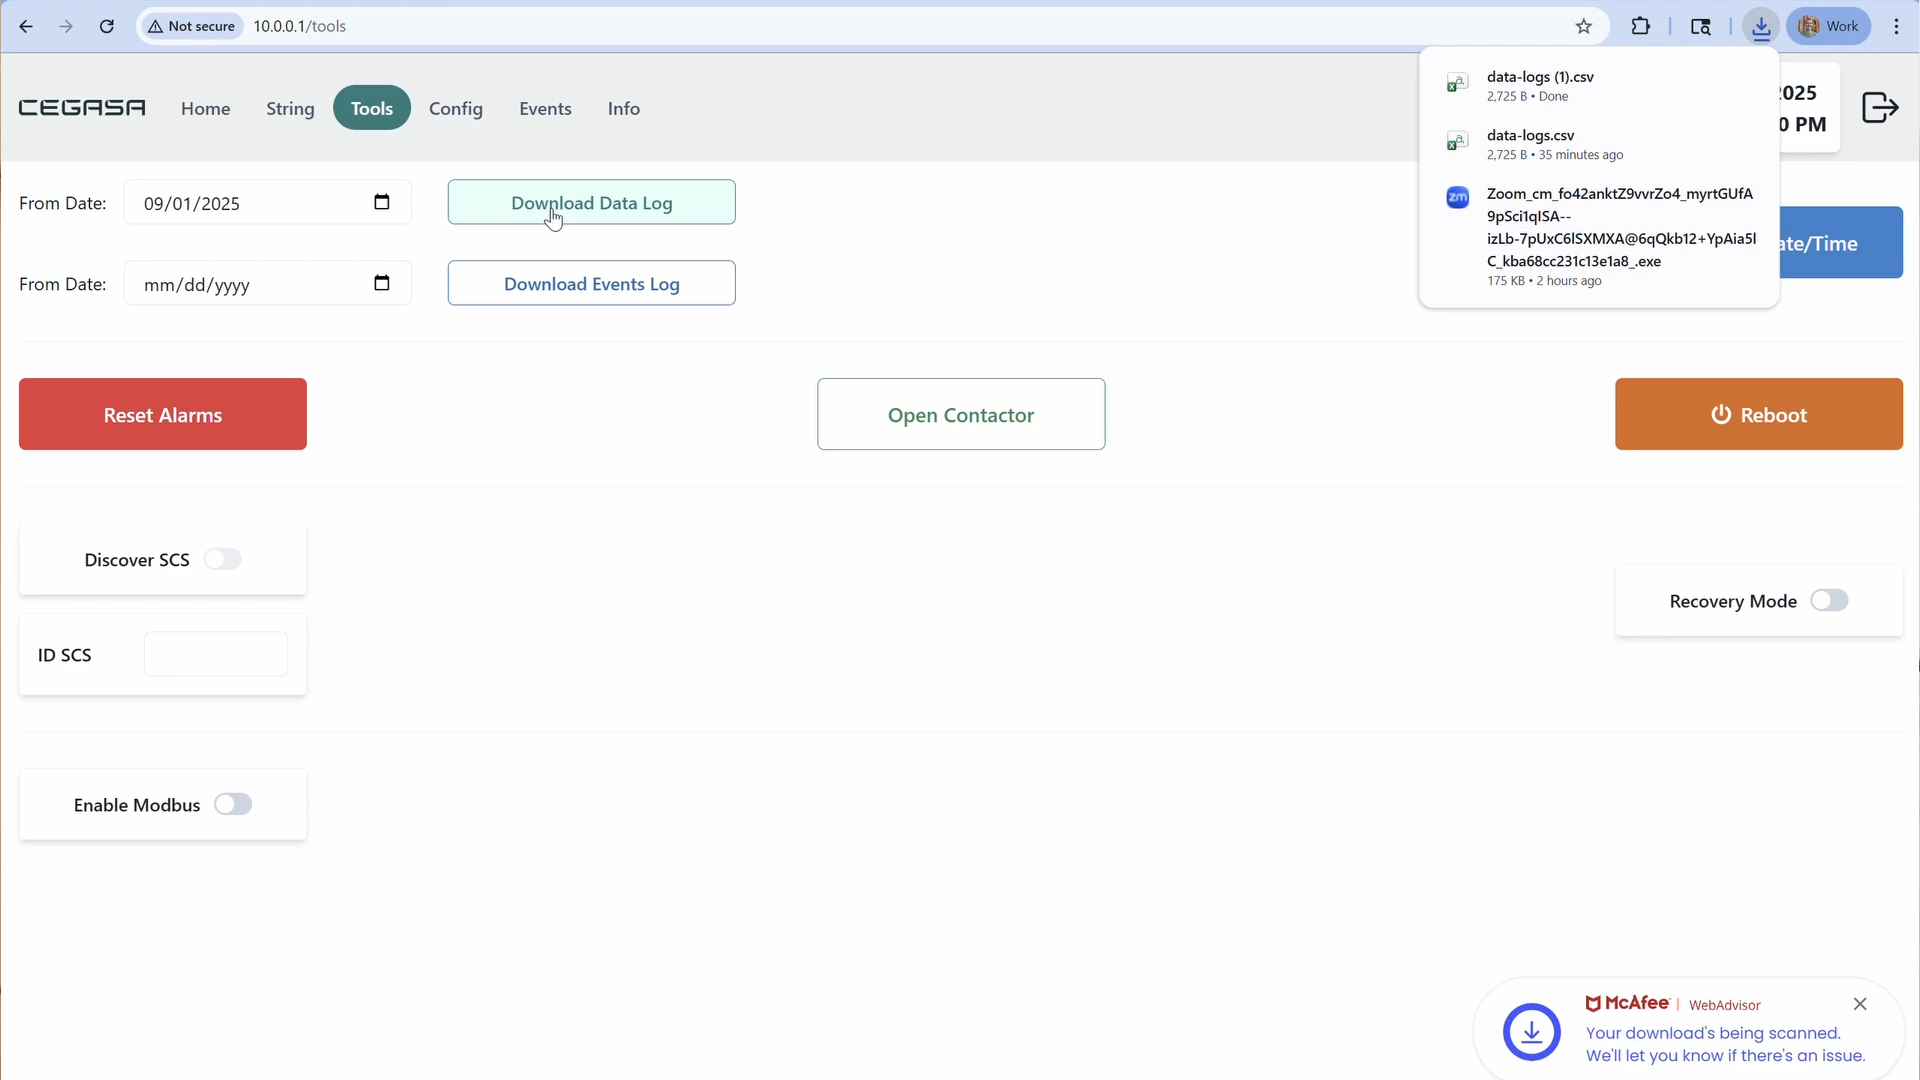 Not secure
10.0.0.1/tools
Work
CEGASA
Home
String
Tools
Config
Events
Info
2025
0 PM
data-logs (1).csv
2,725 B • Done
data-logs.csv
2,725 B • 35 minutes ago
zm
Zoom_cm_fo42anktZ9vvrZo4_myrtGUfA
9pSci1qISA--
izLb-7pUxC6lSXMXA@6qQkb12+YpAia5l
C_kba68cc231c13e1a8_.exe
175 KB • 2 hours ago
From Date:
09/01/2025
Download Data Log
ate/Time
From Date:
mm/dd/yyyy
Download Events Log
Reset Alarms
Open Contactor
Reboot
Discover SCS
Recovery Mode
ID SCS
Enable Modbus
McAfee | WebAdvisor
Your download's being scanned.
We'll let you know if there's an issue.